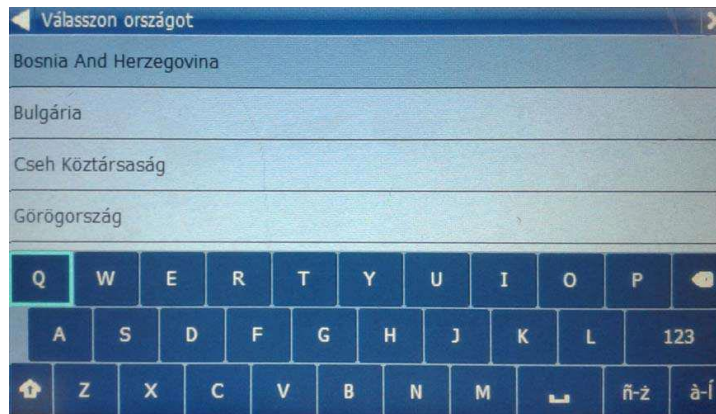 Válasszon országot
Bosnia And Herzegovina
Bulgária
Cseh Köztársaság
Görögország
Q W E R T Y U I O P
A S D F G H J K L 123
Z X C V B N M ñ-ż à-Í